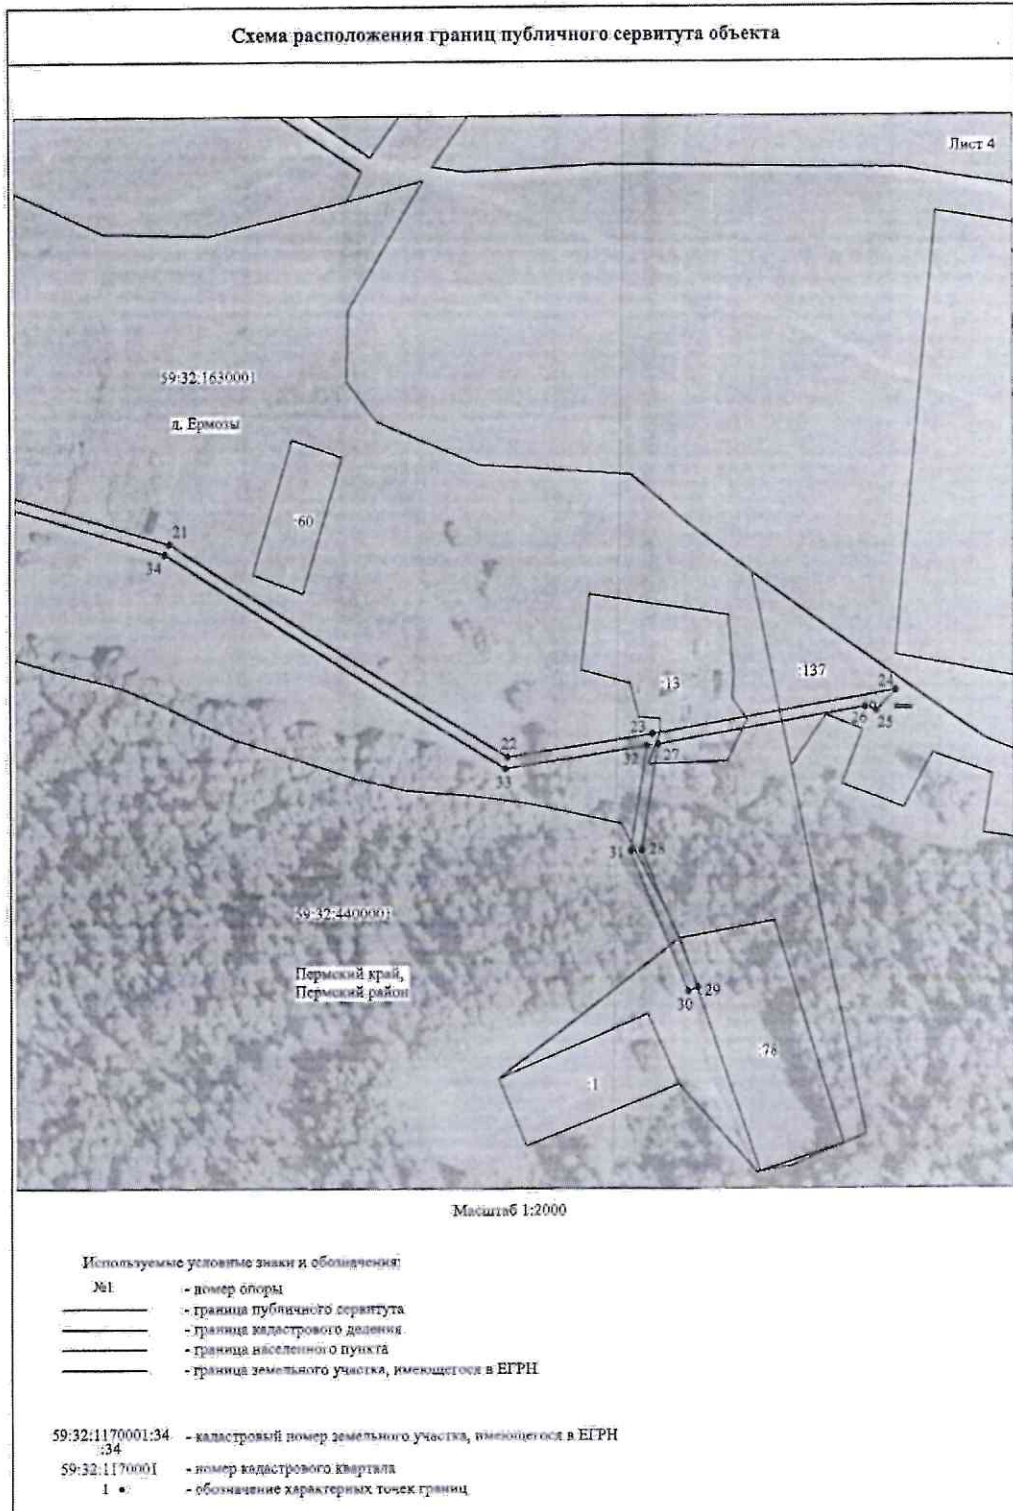 Схема расположения границ публичного сервитута объекта
Лист 4
59:32:1630001
д. Ермозы
:60
21
34
:137
24
:13
23
26
25
22
32
27
33
31
28
59:32:4400001
Пермский край,
Пермский район
29
30
:78
:1
Масштаб 1:2000
Используемые условные знаки и обозначения:
№1 - номер опоры
- граница публичного сервитута
- граница кадастрового деления
- граница населенного пункта
- граница земельного участка, имеющегося в ЕГРН
59:32:1170001:34 - кадастровый номер земельного участка, имеющегося в ЕГРН
:34
59:32:1170001 - номер кадастрового квартала
1 - обозначение характерных точек границ